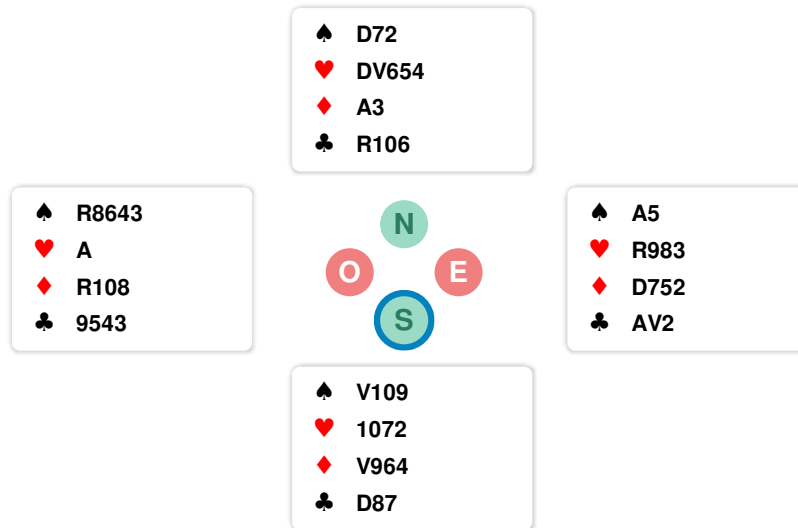 ♠ D72
♥ DV654
♦ A3
♣ R106
♠ R8643
♥ A
♦ R108
♣ 9543
N
O E
S
♠ A5
♥ R983
♦ D752
♣ AV2
♠ V109
♥ 1072
♦ V964
♣ D87